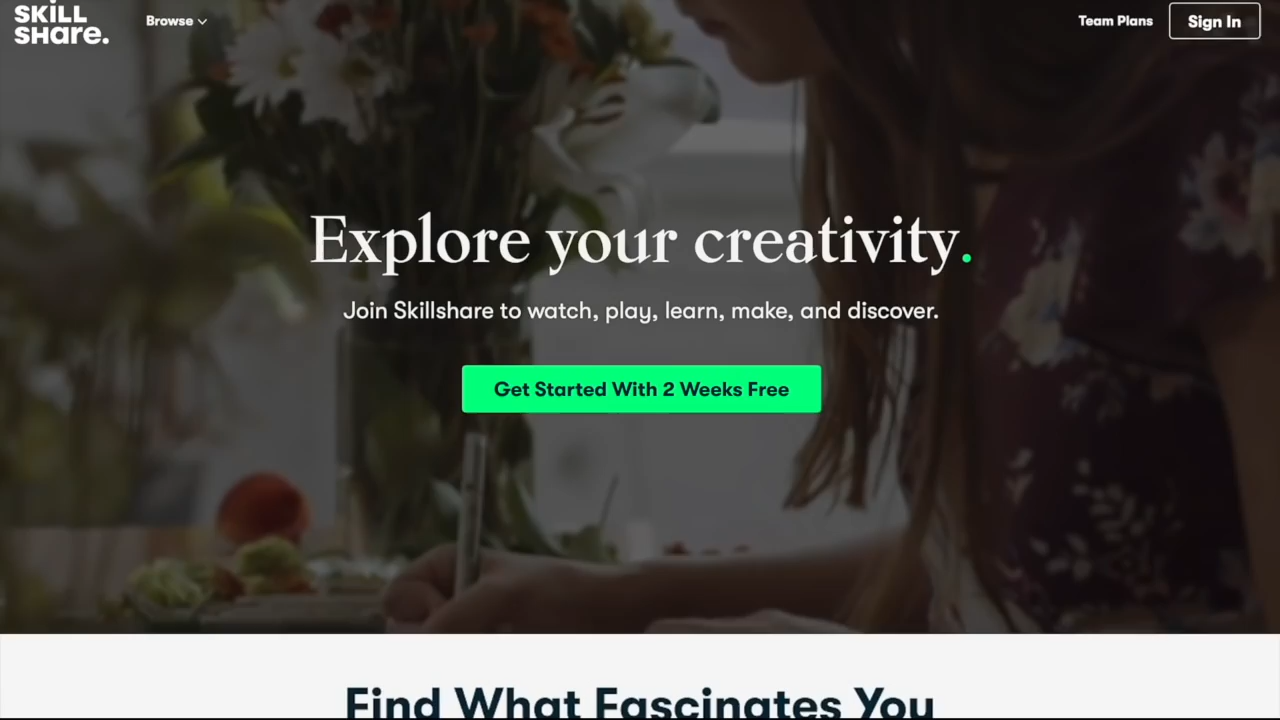 SKiLL
SHare.
Browse
Team Plans
Sign In
Explore your creativity.
Join Skillshare to watch, play, learn, make, and discover.
Get Started With 2 Weeks Free
Find What Fascinates You